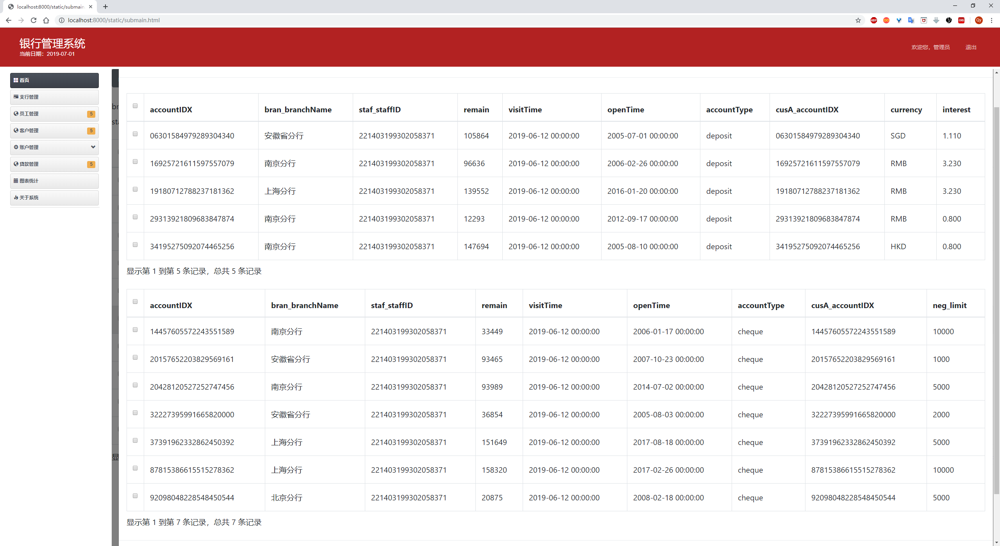 localhost:8000/static/submain
localhost:8000/static/submain.html
ABP
CORS
Qy
银行管理系统
当前日期：2019-07-01
欢迎您，管理员 退出
首页
支行管理
员工管理 5
客户管理 5
账户管理
贷款管理 5
图表统计
关于系统
accountIDX bran_branchName staf_staffID remain visitTime openTime accountType cusA_accountIDX currency interest
06301584979289304340 安徽省分行 221403199302058371 105864 2019-06-12 00:00:00 2005-07-01 00:00:00 deposit 06301584979289304340 SGD 1.110
16925721611597557079 南京分行 221403199302058371 96636 2019-06-12 00:00:00 2006-02-26 00:00:00 deposit 16925721611597557079 RMB 3.230
19180712788237181362 上海分行 221403199302058371 139552 2019-06-12 00:00:00 2016-01-20 00:00:00 deposit 19180712788237181362 RMB 3.230
29313921809683847874 南京分行 221403199302058371 12293 2019-06-12 00:00:00 2012-09-17 00:00:00 deposit 29313921809683847874 RMB 0.800
34195275092074465256 南京分行 221403199302058371 147694 2019-06-12 00:00:00 2005-08-10 00:00:00 deposit 34195275092074465256 HKD 0.800
显示第 1 到第 5 条记录，总共 5 条记录
accountIDX bran_branchName staf_staffID remain visitTime openTime accountType cusA_accountIDX neg_limit
14457605572243551589 南京分行 221403199302058371 33449 2019-06-12 00:00:00 2006-01-17 00:00:00 cheque 14457605572243551589 10000
20157652203829569161 安徽省分行 221403199302058371 93465 2019-06-12 00:00:00 2007-10-23 00:00:00 cheque 20157652203829569161 1000
20428120527252747456 南京分行 221403199302058371 93989 2019-06-12 00:00:00 2014-07-02 00:00:00 cheque 20428120527252747456 5000
32227395991665820000 安徽省分行 221403199302058371 36854 2019-06-12 00:00:00 2005-08-03 00:00:00 cheque 32227395991665820000 2000
37391962332862450392 上海分行 221403199302058371 151649 2019-06-12 00:00:00 2017-08-18 00:00:00 cheque 37391962332862450392 5000
87815386615515278362 上海分行 221403199302058371 158320 2019-06-12 00:00:00 2017-02-26 00:00:00 cheque 87815386615515278362 10000
92098048228548450544 北京分行 221403199302058371 20875 2019-06-12 00:00:00 2008-02-18 00:00:00 cheque 92098048228548450544 5000
显示第 1 到第 7 条记录，总共 7 条记录